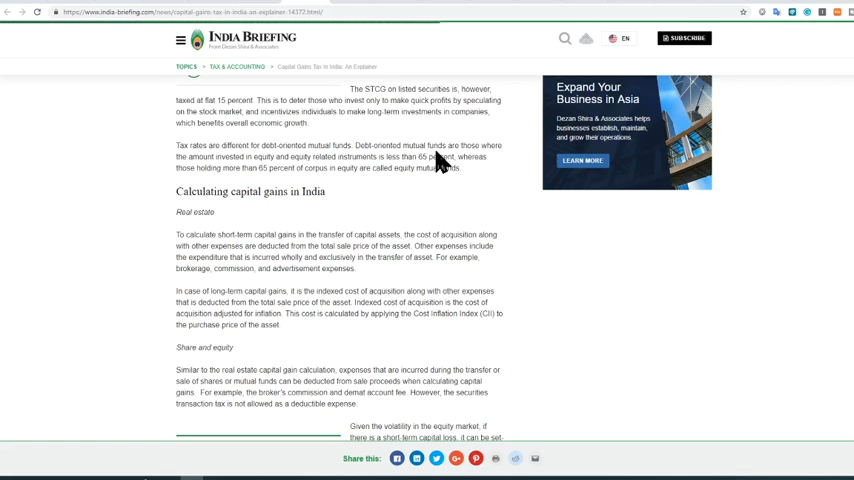 https://www.india-briefing.com/news/capital-gains-tax-in-india-an-explainer-14372.html/
INDIA BRIEFING
From Dezan Shira & Associates
EN
SUBSCRIBE
TOPICS > TAX & ACCOUNTING > Capital Gains Tax In India: An Explainer
The STCG on listed securities is, however,
taxed at flat 15 percent. This is to deter those who invest only to make quick profits by speculating
on the stock market, and incentivizes individuals to make long-term investments in companies,
which benefits overall economic growth.
Tax rates are different for debt-oriented mutual funds. Debt-oriented mutual funds are those where
the amount invested in equity and equity related instruments is less than 65 percent, whereas
those holding more than 65 percent of corpus in equity are called equity mutual funds.
Calculating capital gains in India
Real estate
To calculate short-term capital gains in the transfer of capital assets, the cost of acquisition along
with other expenses are deducted from the total sale price of the asset. Other expenses include
the expenditure that is incurred wholly and exclusively in the transfer of asset. For example,
brokerage, commission, and advertisement expenses.
In case of long-term capital gains, it is the indexed cost of acquisition along with other expenses
that is deducted from the total sale price of the asset. Indexed cost of acquisition is the cost of
acquisition adjusted for inflation. This cost is calculated by applying the Cost Inflation Index (CII) to
the purchase price of the asset.
Share and equity
Similar to the real estate capital gain calculation, expenses that are incurred during the transfer or
sale of shares or mutual funds can be deducted from sale proceeds when calculating capital
gains. For example, the broker's commission and demat account fee. However, the securities
transaction tax is not allowed as a deductible expense.
Given the volatility in the equity market, if
there is a short-term capital loss, it can be set-
Expand Your
Business in Asia
Dezan Shira & Associates helps
businesses establish, maintain,
and grow their operations.
LEARN MORE
Share this: